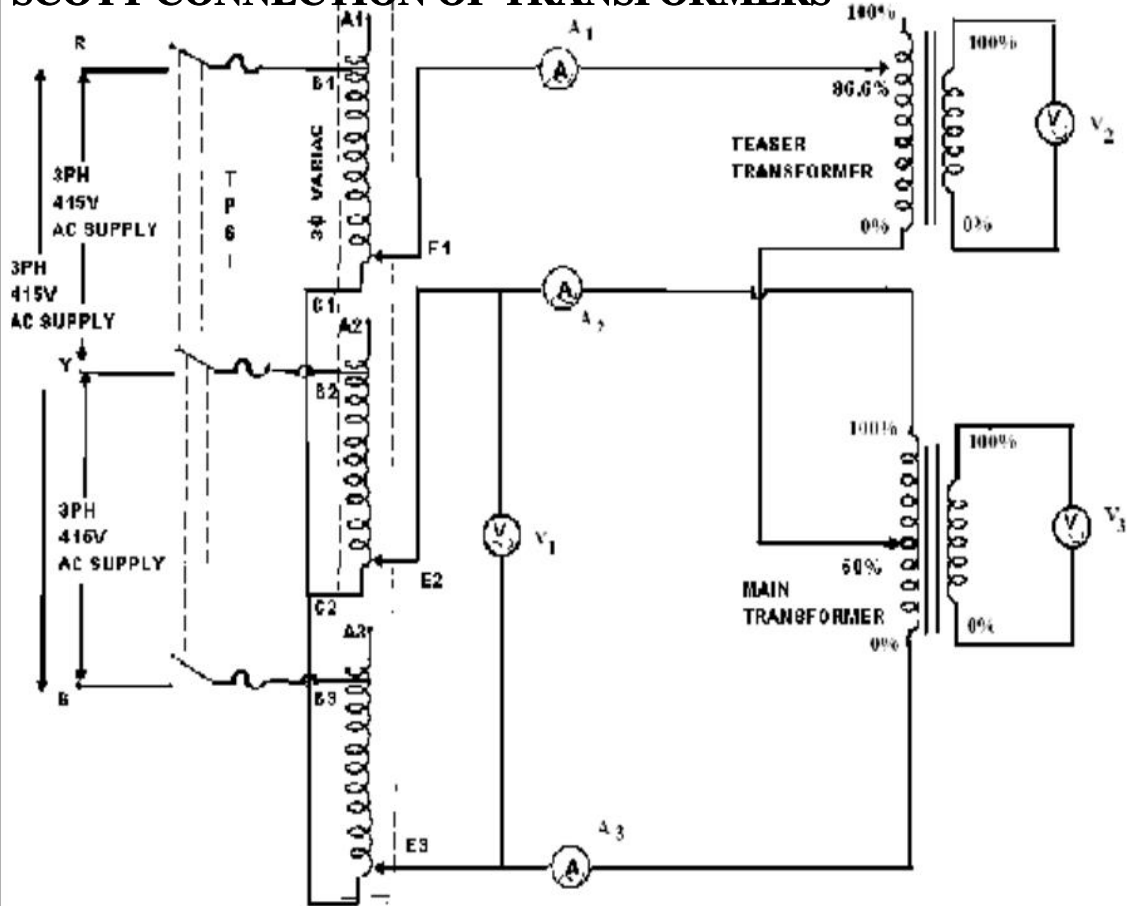 SCOTT CONNECTION OF TRANSFORMERS
R
A1
B1
3Φ VARIAC
A1
A
100%
86.6%
TEASER
TRANSFORMER
0%
100%
V
V2
0%
3PH
415V
AC SUPPLY
T
P
S
3PH
415V
AC SUPPLY
E1
C1
A2
A
A2
Y
B2
3PH
415V
AC SUPPLY
E2
C2
V
V1
100%
50%
MAIN
TRANSFORMER
0%
100%
V
V3
0%
B
B3
E3
A
A3